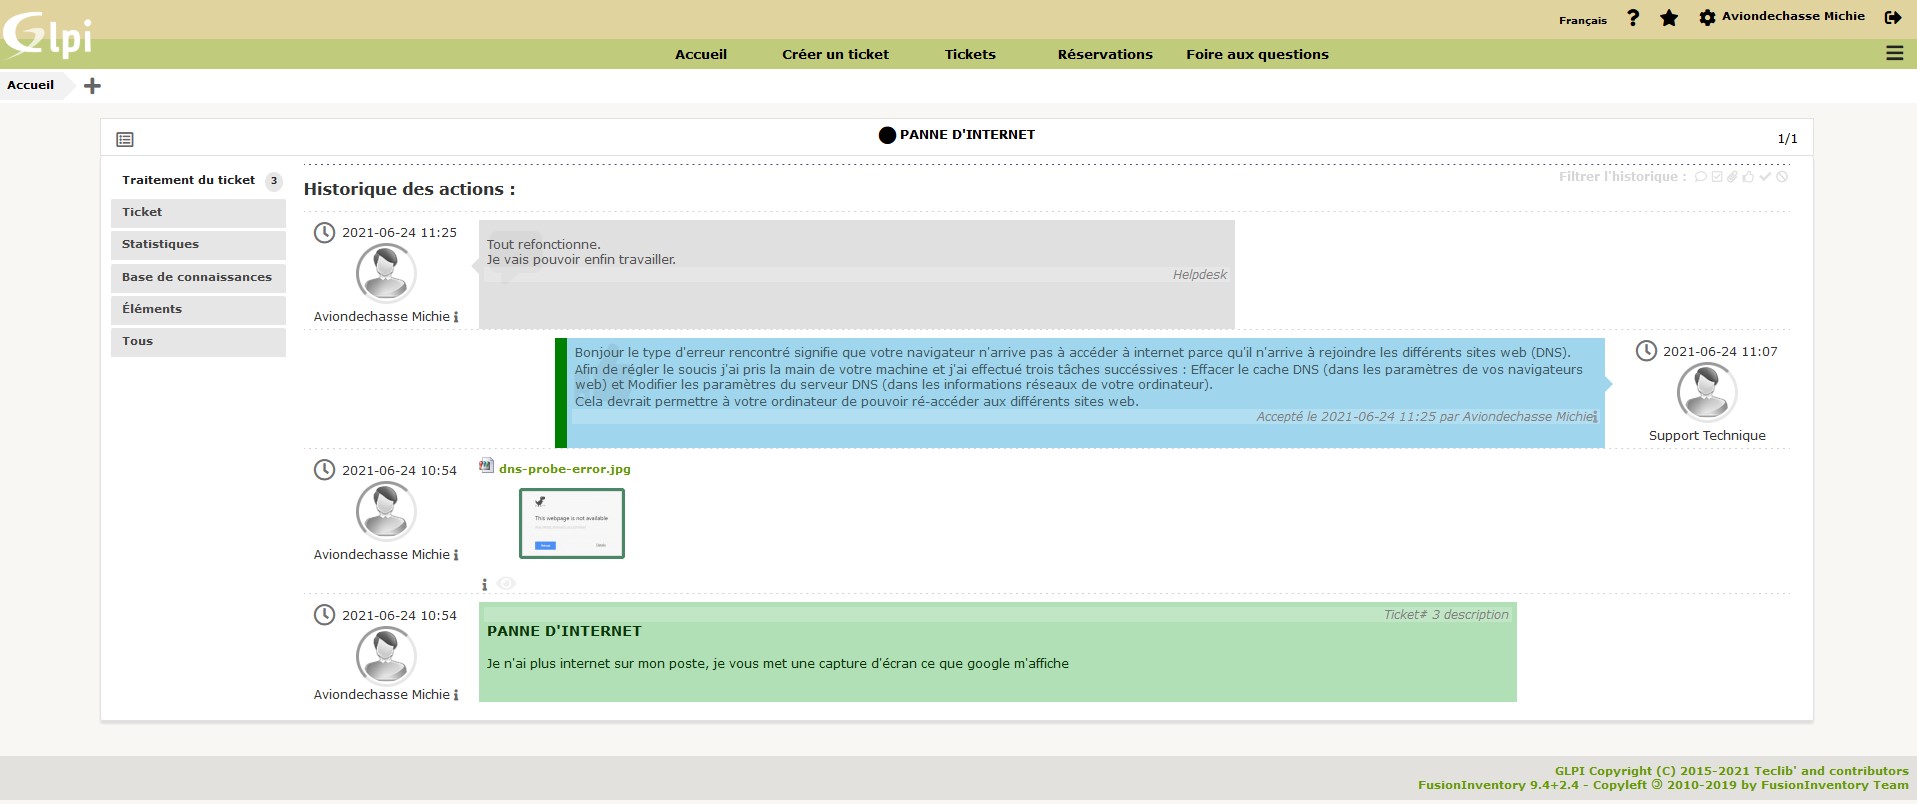 Glpi
Français
Aviondechasse Michie
Accueil
Créer un ticket
Tickets
Réservations
Foire aux questions
Accueil
PANNE D'INTERNET
1/1
Traitement du ticket 3
Ticket
Statistiques
Base de connaissances
Éléments
Tous
Historique des actions :
Filtrer l'historique :
2021-06-24 11:25
Aviondechasse Michie
Tout refonctionne.
Je vais pouvoir enfin travailler.
Helpdesk
Bonjour le type d'erreur rencontré signifie que votre navigateur n'arrive pas à accéder à internet parce qu'il n'arrive à rejoindre les différents sites web (DNS).
Afin de régler le soucis j'ai pris la main de votre machine et j'ai effectué trois tâches succéssives : Effacer le cache DNS (dans les paramètres de vos navigateurs
web) et Modifier les paramètres du serveur DNS (dans les informations réseaux de votre ordinateur).
Cela devrait permettre à votre ordinateur de pouvoir ré-accéder aux différents sites web.
Accepté le 2021-06-24 11:25 par Aviondechasse Michie
2021-06-24 11:07
Support Technique
2021-06-24 10:54
Aviondechasse Michie
dns-probe-error.jpg
This webpage is not available
2021-06-24 10:54
Aviondechasse Michie
Ticket# 3 description
PANNE D'INTERNET
Je n'ai plus internet sur mon poste, je vous met une capture d'écran ce que google m'affiche
GLPI Copyright (C) 2015-2021 Teclib' and contributors
FusionInventory 9.4+2.4 - Copyleft 🄯 2010-2019 by FusionInventory Team